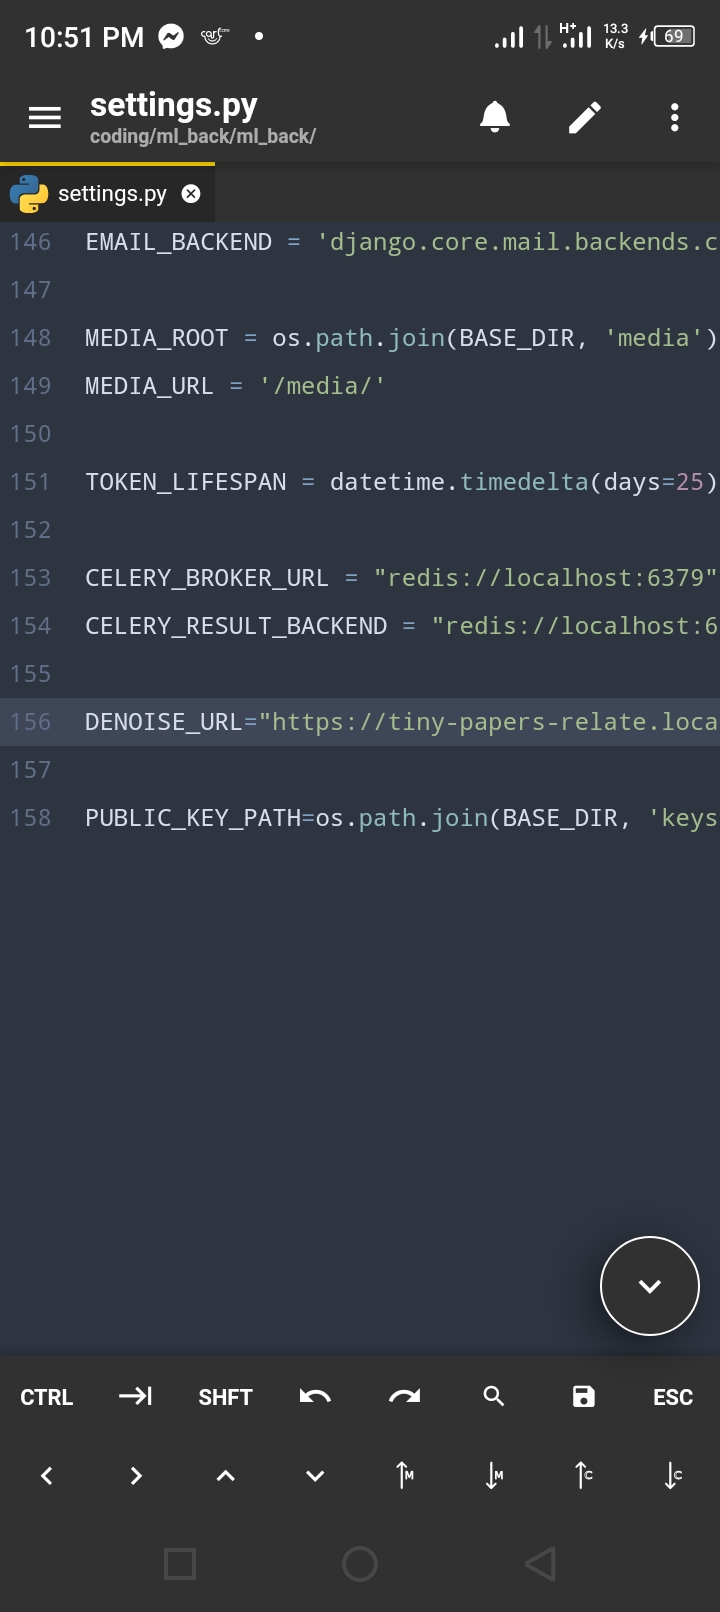 10:51 PM H+ 13.3 K/s 69
settings.py
coding/ml_back/ml_back/
settings.py
146 EMAIL_BACKEND = 'django.core.mail.backends.c
147
148 MEDIA_ROOT = os.path.join(BASE_DIR, 'media')
149 MEDIA_URL = '/media/'
150
151 TOKEN_LIFESPAN = datetime.timedelta(days=25)
152
153 CELERY_BROKER_URL = "redis://localhost:6379"
154 CELERY_RESULT_BACKEND = "redis://localhost:6
155
156 DENOISE_URL="https://tiny-papers-relate.loca
157
158 PUBLIC_KEY_PATH=os.path.join(BASE_DIR, 'keys
CTRL SHFT ESC
M M C C